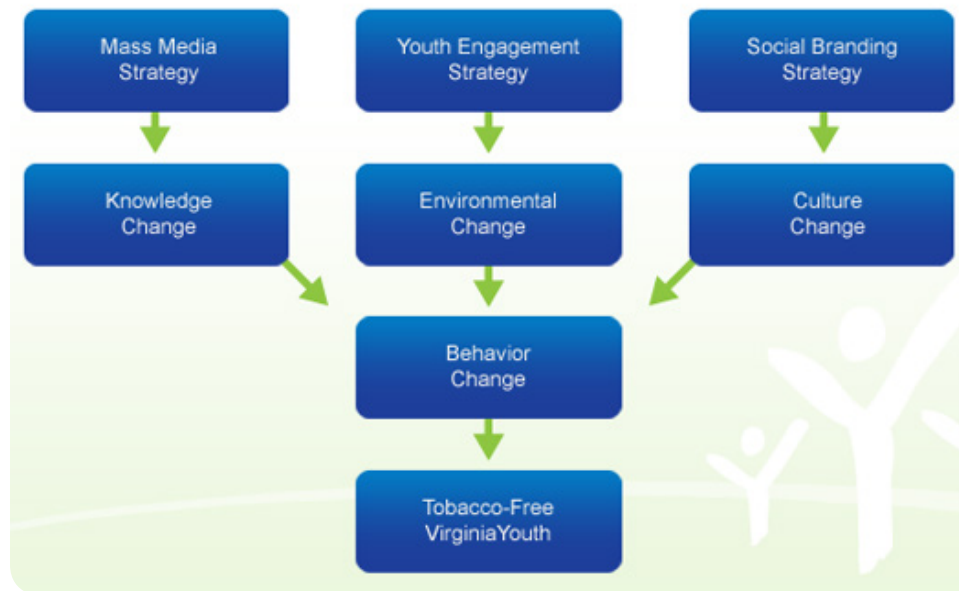 Mass Media
Strategy
Youth Engagement
Strategy
Social Branding
Strategy
Knowledge
Change
Environmental
Change
Culture
Change
Behavior
Change
Tobacco-Free
VirginiaYouth